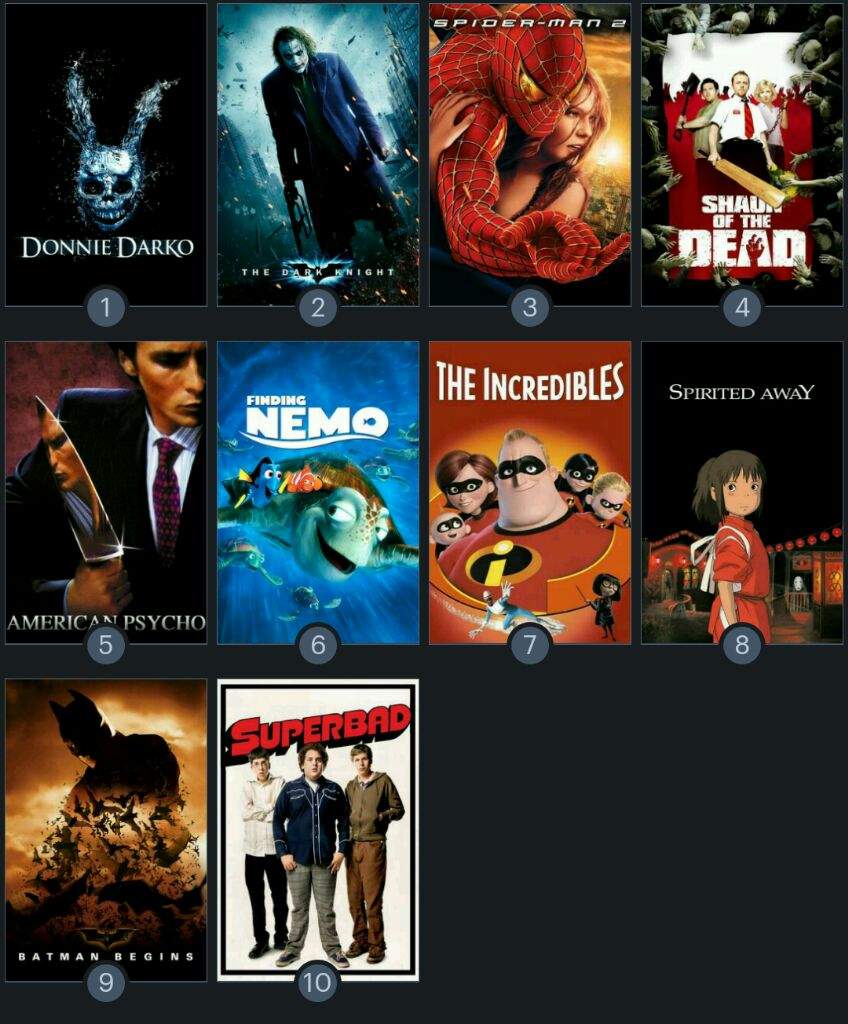 DONNIE DARKO
THE DARK KNIGHT
SPIDER-MAN 2
SHAUN
OF THE
DEAD
1
2
3
4
AMERICAN PSYCHO
FINDING
NEMO
THE INCREDIBLES
i
SPIRITED AWAY
5
6
7
8
BATMAN BEGINS
SUPERBAD
9
10